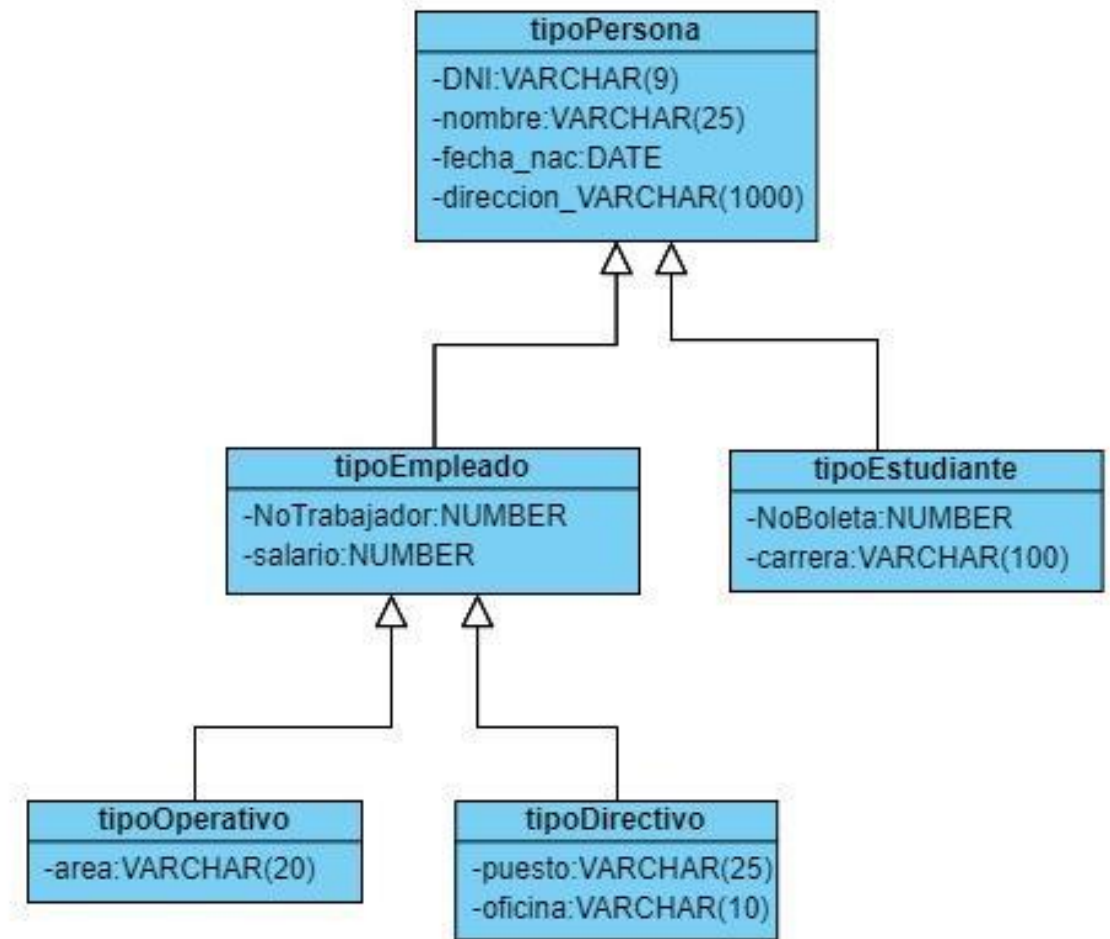 tipoPersona
-DNI:VARCHAR(9)
-nombre:VARCHAR(25)
-fecha_nac:DATE
-direccion_VARCHAR(1000)
tipoEmpleado
-NoTrabajador:NUMBER
-salario:NUMBER
tipoEstudiante
-NoBoleta:NUMBER
-carrera:VARCHAR(100)
tipoOperativo
-area:VARCHAR(20)
tipoDirectivo
-puesto:VARCHAR(25)
-oficina:VARCHAR(10)